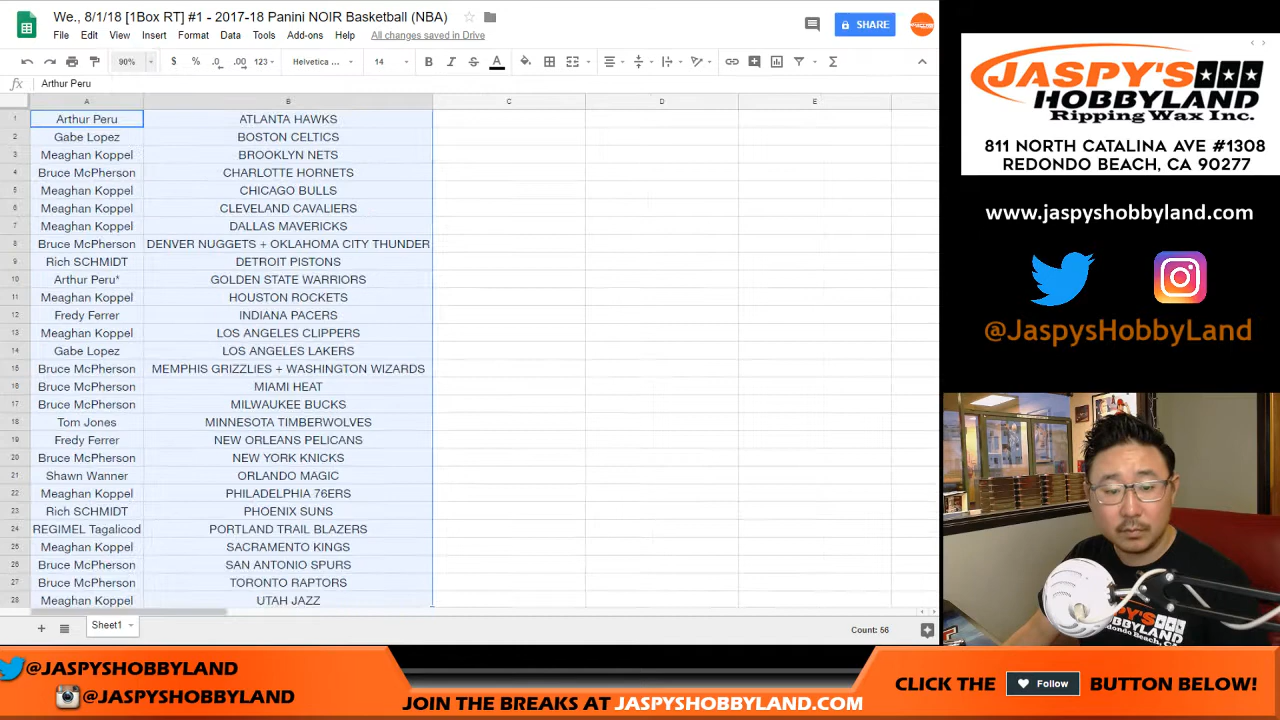 We., 8/1/18 [1Box RT] #1 - 2017-18 Panini NOIR Basketball (NBA)
File Edit View Insert Format Data Tools Add-ons Help All changes saved in Drive
SHARE
90% $ % .0 .00 123 Helvetica ... 14 B I S A
fx Arthur Peru
A B C D E
1 Arthur Peru ATLANTA HAWKS
2 Gabe Lopez BOSTON CELTICS
3 Meaghan Koppel BROOKLYN NETS
4 Bruce McPherson CHARLOTTE HORNETS
5 Meaghan Koppel CHICAGO BULLS
6 Meaghan Koppel CLEVELAND CAVALIERS
7 Meaghan Koppel DALLAS MAVERICKS
8 Bruce McPherson DENVER NUGGETS + OKLAHOMA CITY THUNDER
9 Rich SCHMIDT DETROIT PISTONS
10 Arthur Peru* GOLDEN STATE WARRIORS
11 Meaghan Koppel HOUSTON ROCKETS
12 Fredy Ferrer INDIANA PACERS
13 Meaghan Koppel LOS ANGELES CLIPPERS
14 Gabe Lopez LOS ANGELES LAKERS
15 Bruce McPherson MEMPHIS GRIZZLIES + WASHINGTON WIZARDS
16 Bruce McPherson MIAMI HEAT
17 Bruce McPherson MILWAUKEE BUCKS
18 Tom Jones MINNESOTA TIMBERWOLVES
19 Fredy Ferrer NEW ORLEANS PELICANS
20 Bruce McPherson NEW YORK KNICKS
21 Shawn Wanner ORLANDO MAGIC
22 Meaghan Koppel PHILADELPHIA 76ERS
23 Rich SCHMIDT PHOENIX SUNS
24 REGIMEL Tagalicod PORTLAND TRAIL BLAZERS
25 Meaghan Koppel SACRAMENTO KINGS
26 Bruce McPherson SAN ANTONIO SPURS
27 Bruce McPherson TORONTO RAPTORS
28 Meaghan Koppel UTAH JAZZ
Sheet1
Count: 56
JASPY'S
HOBBYLAND
Ripping Wax Inc.
811 NORTH CATALINA AVE #1308
REDONDO BEACH, CA 90277
www.jaspyshobbyland.com
@JaspysHobbyLand
JASPY'S
HOBBYLAND
@JASPYSHOBBYLAND
@JASPYSHOBBYLAND
JOIN THE BREAKS AT JASPYSHOBBYLAND.COM
CLICK THE Follow BUTTON BELOW!